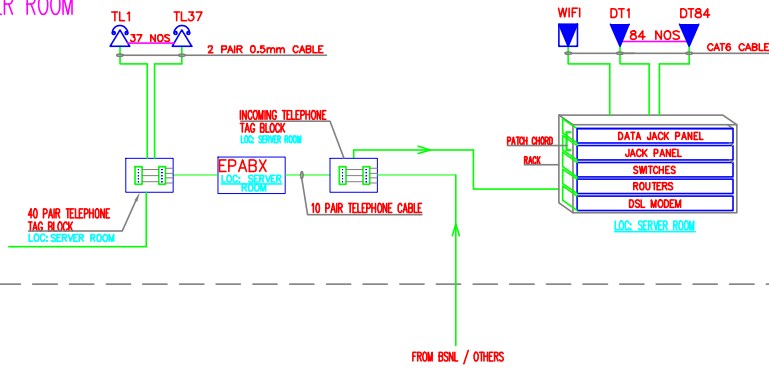 ER ROOM
TL1
TL37
37 NOS
2 PAIR 0.5mm CABLE
WIFI
DT1
DT84
84 NOS
CAT6 CABLE
INCOMING TELEPHONE
TAG BLOCK
LOC: SERVER ROOM
EPABX
LOC: SERVER
ROOM
40 PAIR TELEPHONE
TAG BLOCK
LOC: SERVER ROOM
10 PAIR TELEPHONE CABLE
PATCH CHORD
RACK
DATA JACK PANEL
JACK PANEL
SWITCHES
ROUTERS
DSL MODEM
LOC: SERVER ROOM
FROM BSNL / OTHERS